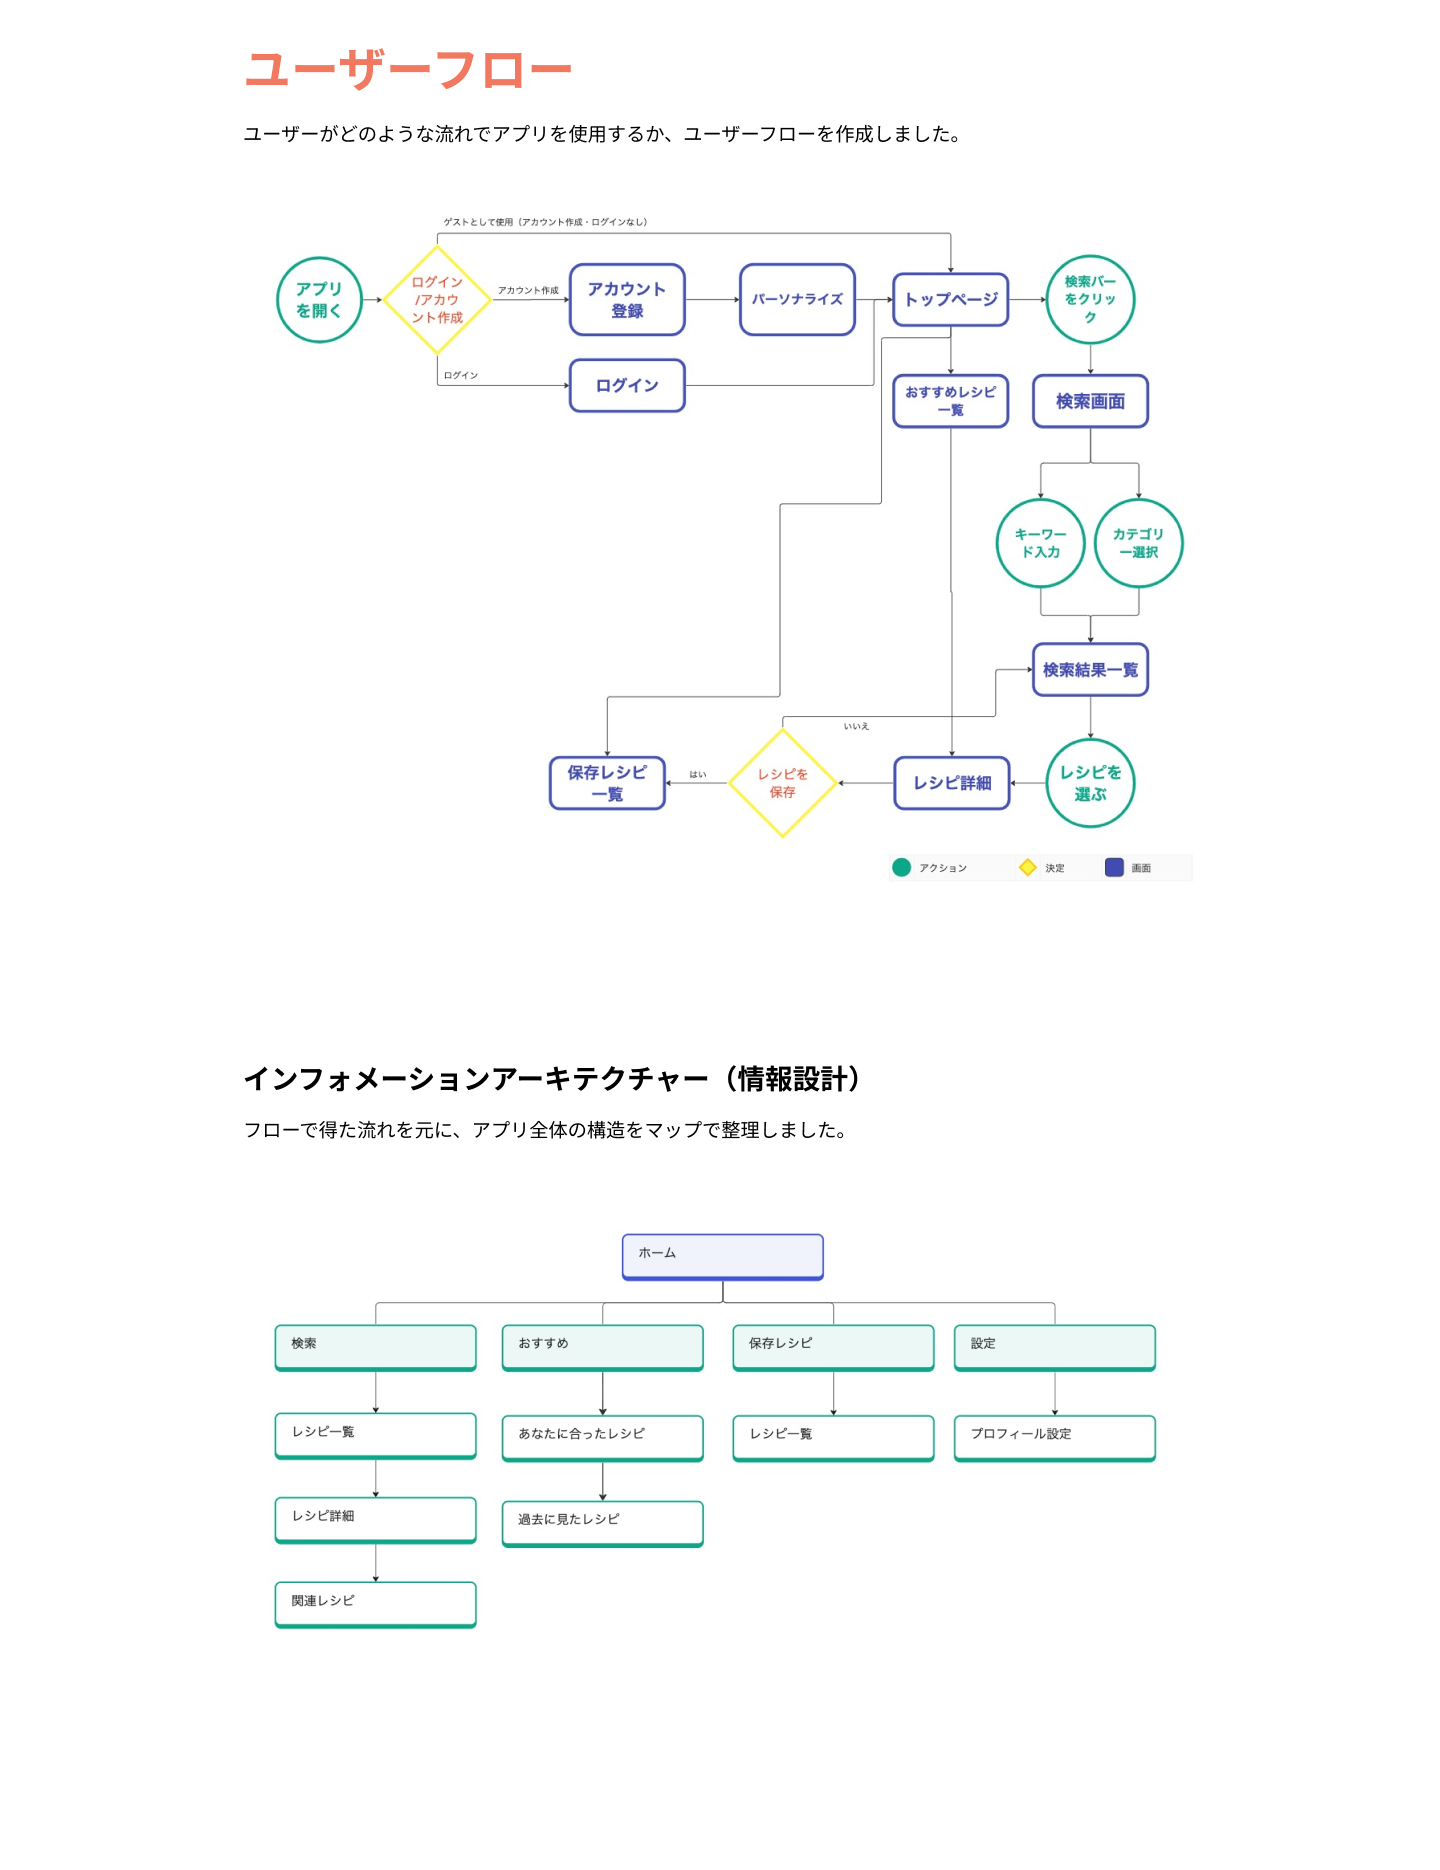 ユーザーフロー
ユーザーがどのような流れでアプリを使用するか、ユーザーフローを作成しました。
ゲストとして使用（アカウント作成・ログインなし）
アプリ
を開く
ログイン
/アカウ
ント作成
アカウント作成
アカウント
登録
パーソナライズ
トップページ
検索バー
をクリッ
ク
ログイン
ログイン
おすすめレシピ
一覧
検索画面
キーワー
ド入力
カテゴリ
ー選択
検索結果一覧
いいえ
保存レシピ
一覧
はい
レシピを
保存
レシピ詳細
レシピを
選ぶ
アクション
決定
画面
インフォメーションアーキテクチャー（情報設計）
フローで得た流れを元に、アプリ全体の構造をマップで整理しました。
ホーム
検索
おすすめ
保存レシピ
設定
レシピ一覧
あなたに合ったレシピ
レシピ一覧
プロフィール設定
レシピ詳細
過去に見たレシピ
関連レシピ